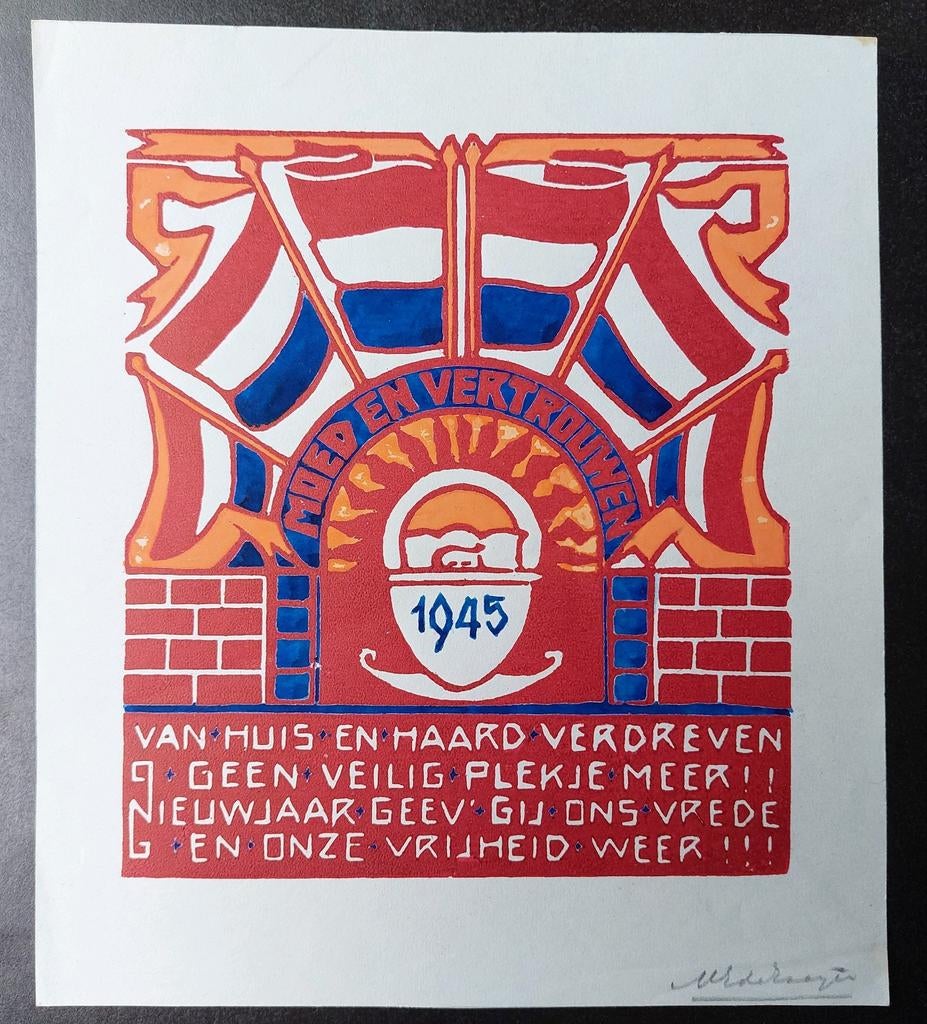 MOED EN VERTROUWEN
1945
VAN HUIS EN HAARD VERDREVEN
GEEN VEILIG PLEKJE MEER!!
NIEUWJAAR GEEV' GIJ ONS VREDE
EN ONZE VRIJHEID WEER!!!